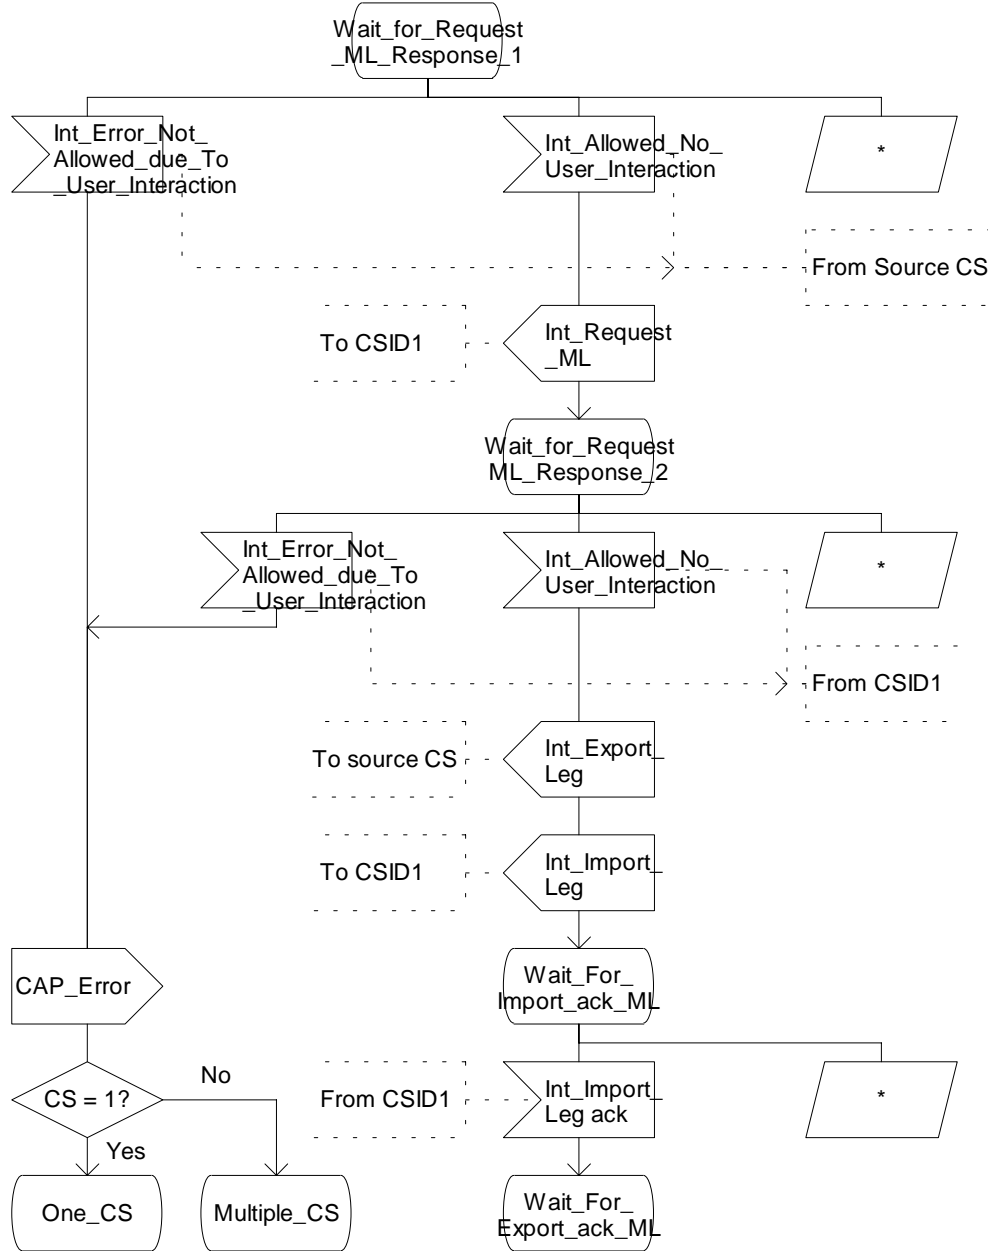 Wait_for_Request
_ML_Response_1
Int_Error_Not_
Allowed_due_To
_User_Interaction
Int_Allowed_No_
User_Interaction
*
From Source CS
To CSID1
Int_Request
_ML
Wait_for_Request
ML_Response_2
Int_Error_Not_
Allowed_due_To
_User_Interaction
Int_Allowed_No_
User_Interaction
*
From CSID1
To source CS
Int_Export_
Leg
To CSID1
Int_Import_
Leg
CAP_Error
Wait_For_
Import_ack_ML
CS = 1?
No
Yes
From CSID1
Int_Import_
Leg ack
*
One_CS
Multiple_CS
Wait_For_
Export_ack_ML